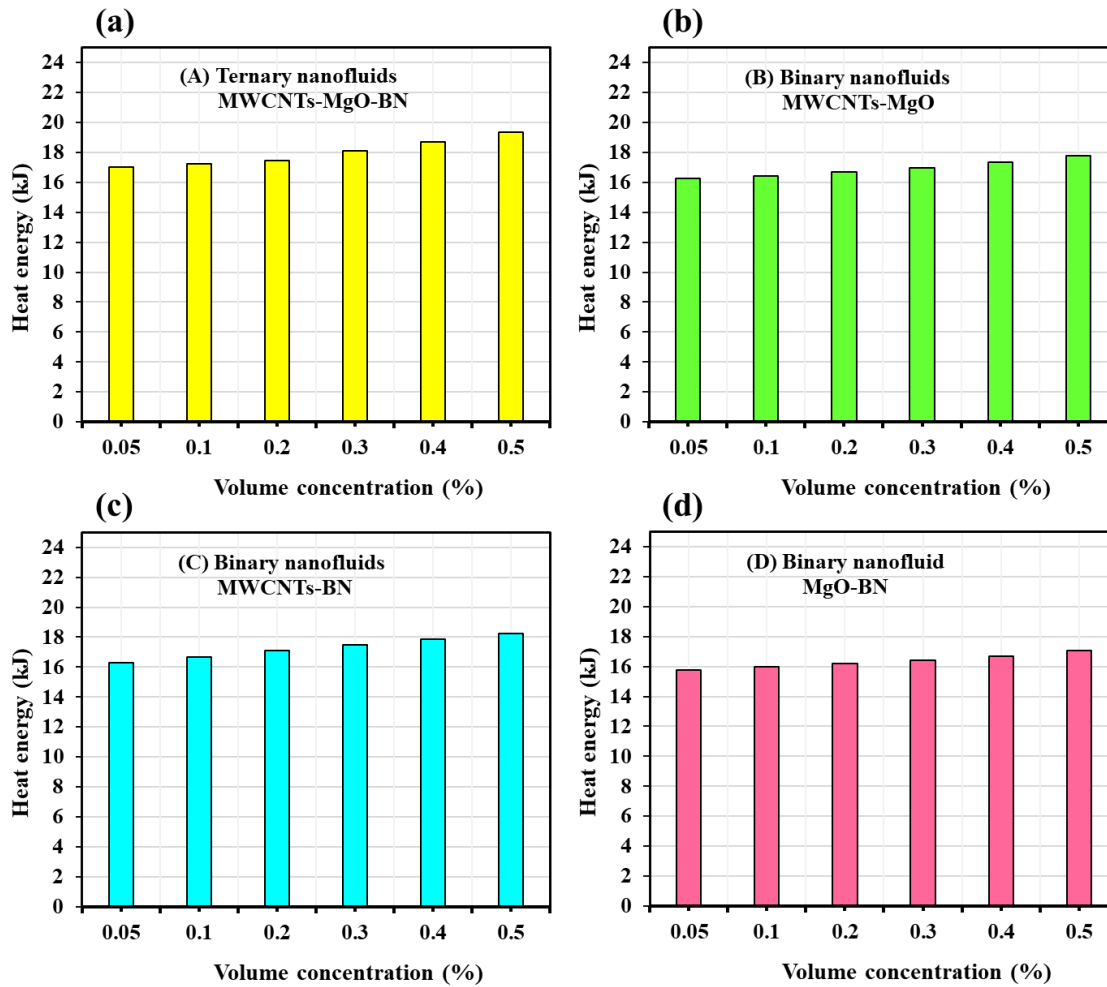 (a)
24
22
20
18
16
14
12
10
8
6
4
2
0
Heat energy (kJ)
(A) Ternary nanofluids
MWCNTs-MgO-BN
0.05 0.1 0.2 0.3 0.4 0.5
Volume concentration (%)
(b)
24
22
20
18
16
14
12
10
8
6
4
2
0
Heat energy (kJ)
(B) Binary nanofluids
MWCNTs-MgO
0.05 0.1 0.2 0.3 0.4 0.5
Volume concentration (%)
(c)
24
22
20
18
16
14
12
10
8
6
4
2
0
Heat energy (kJ)
(C) Binary nanofluids
MWCNTs-BN
0.05 0.1 0.2 0.3 0.4 0.5
Volume concentration (%)
(d)
24
22
20
18
16
14
12
10
8
6
4
2
0
Heat energy (kJ)
(D) Binary nanofluid
MgO-BN
0.05 0.1 0.2 0.3 0.4 0.5
Volume concentration (%)